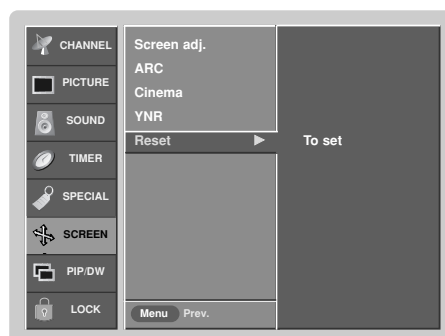 CHANNEL
PICTURE
SOUND
TIMER
SPECIAL
SCREEN
PIP/DW
LOCK
Screen adj.
ARC
Cinema
YNR
Reset
To set
Menu Prev.